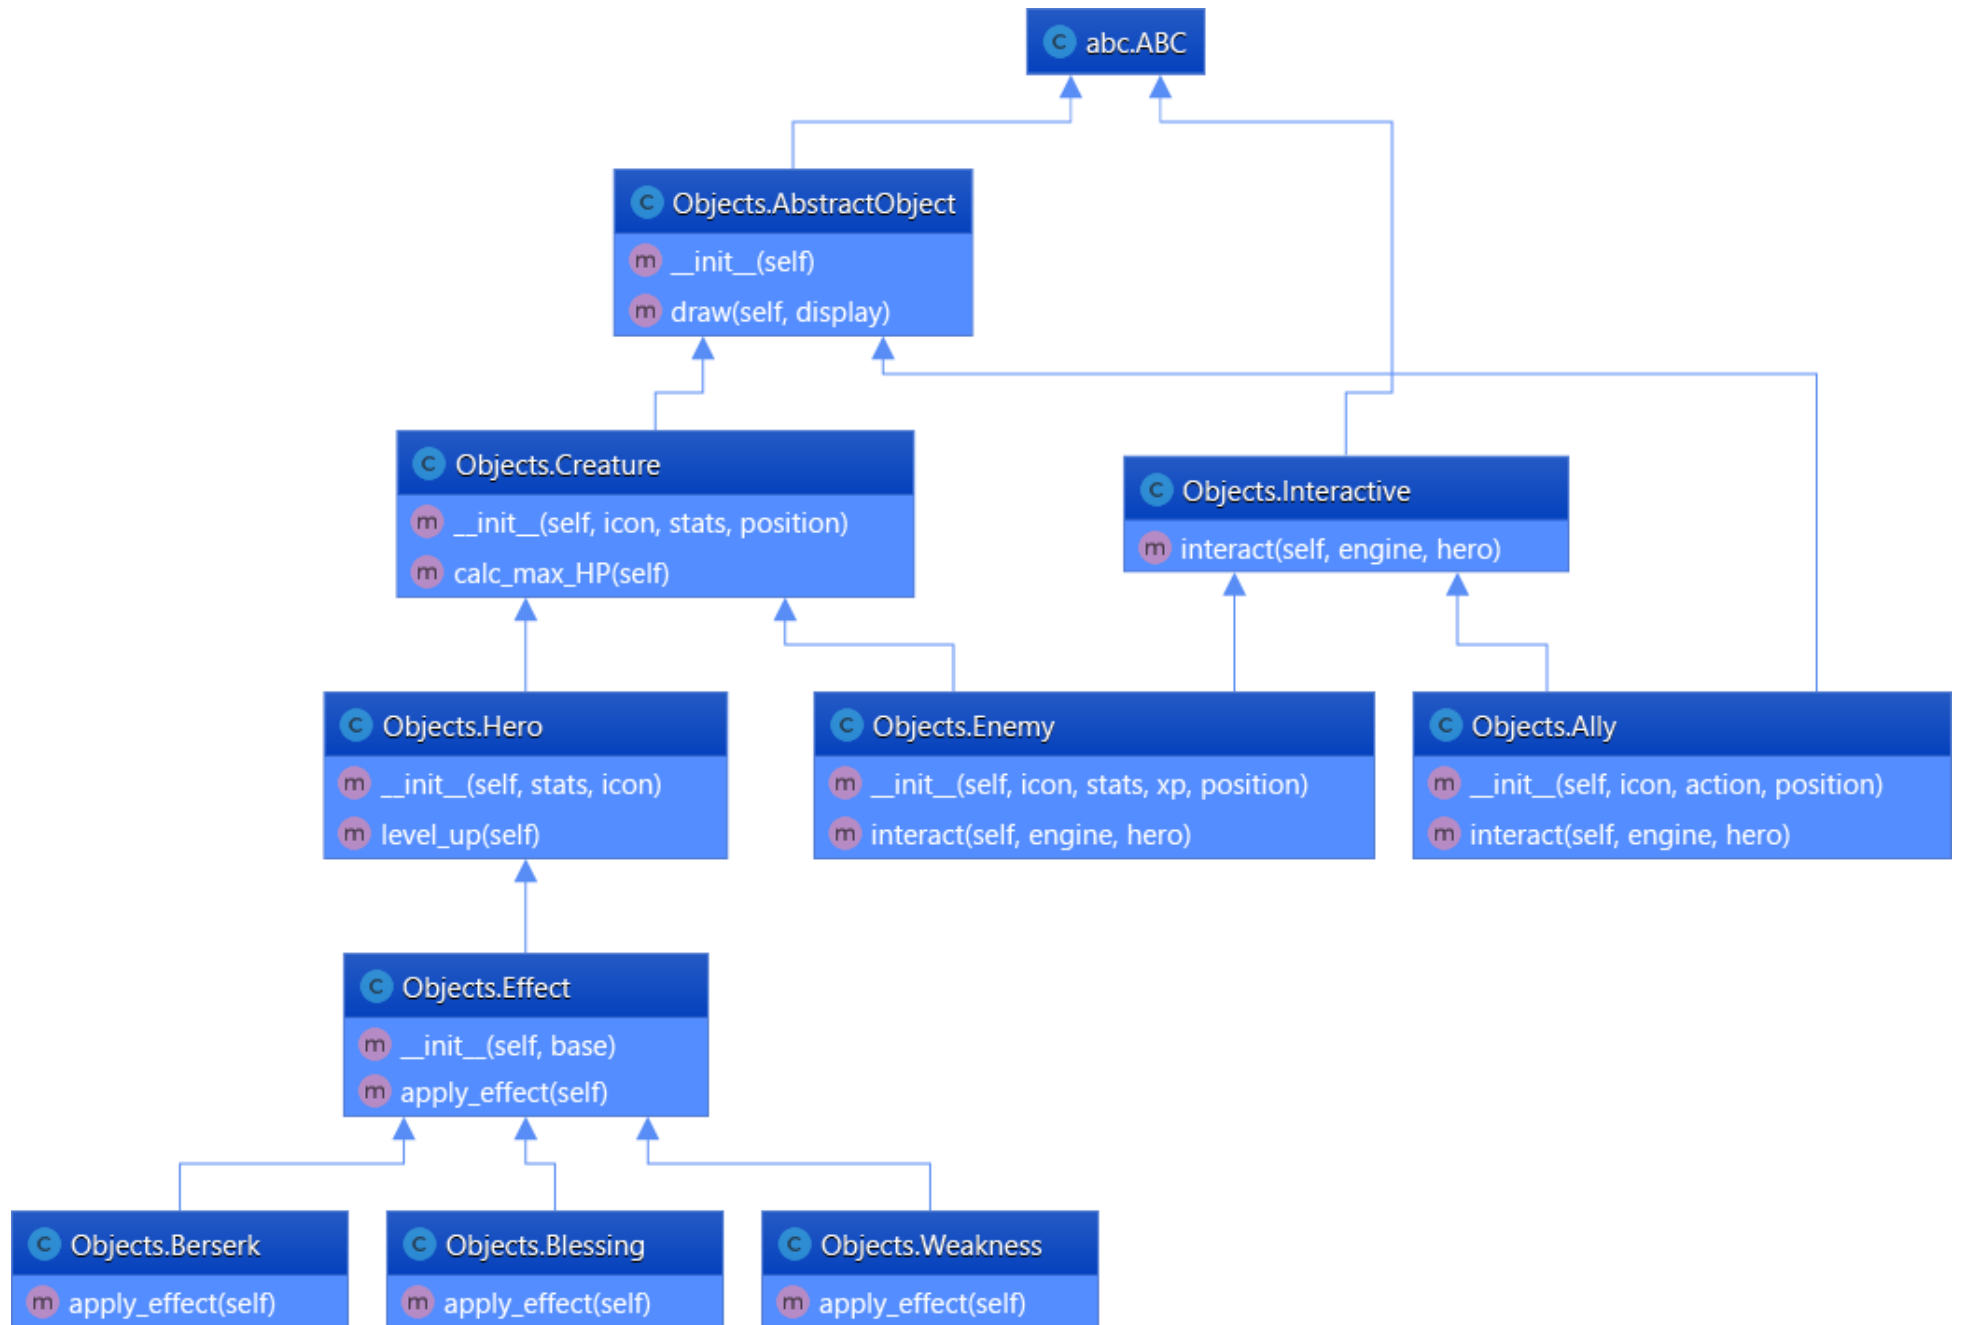 C abc.ABC
C Objects.AbstractObject
m __init__(self)
m draw(self, display)
C Objects.Creature
m __init__(self, icon, stats, position)
m calc_max_HP(self)
C Objects.Interactive
m interact(self, engine, hero)
C Objects.Hero
m __init__(self, stats, icon)
m level_up(self)
C Objects.Enemy
m __init__(self, icon, stats, xp, position)
m interact(self, engine, hero)
C Objects.Ally
m __init__(self, icon, action, position)
m interact(self, engine, hero)
C Objects.Effect
m __init__(self, base)
m apply_effect(self)
C Objects.Berserk
m apply_effect(self)
C Objects.Blessing
m apply_effect(self)
C Objects.Weakness
m apply_effect(self)